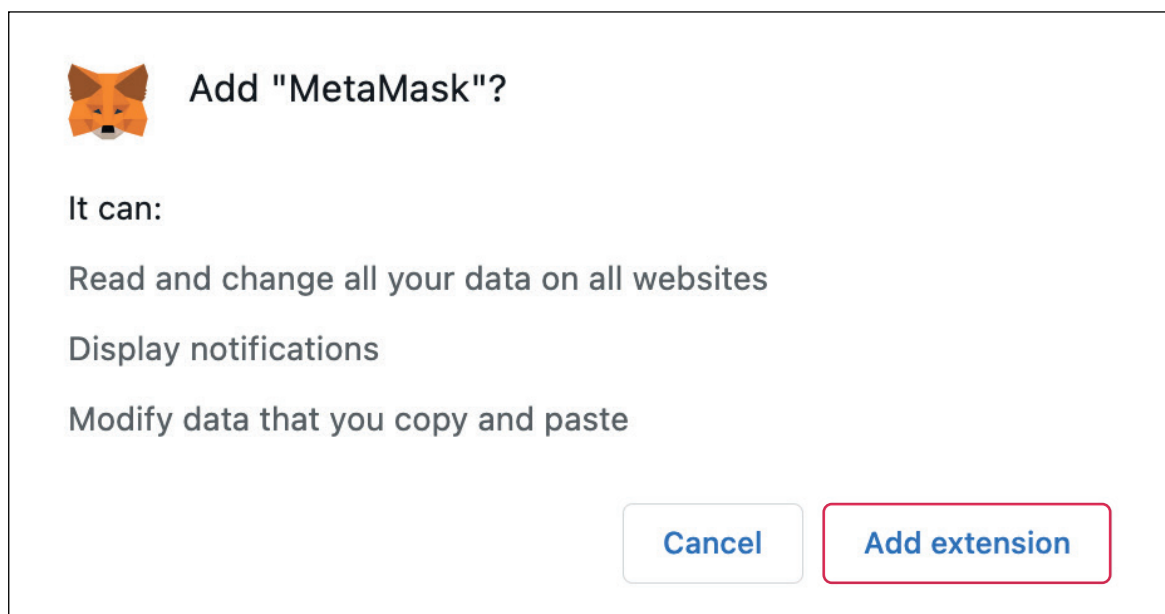 Add "MetaMask"?
It can:
Read and change all your data on all websites
Display notifications
Modify data that you copy and paste
Cancel
Add extension